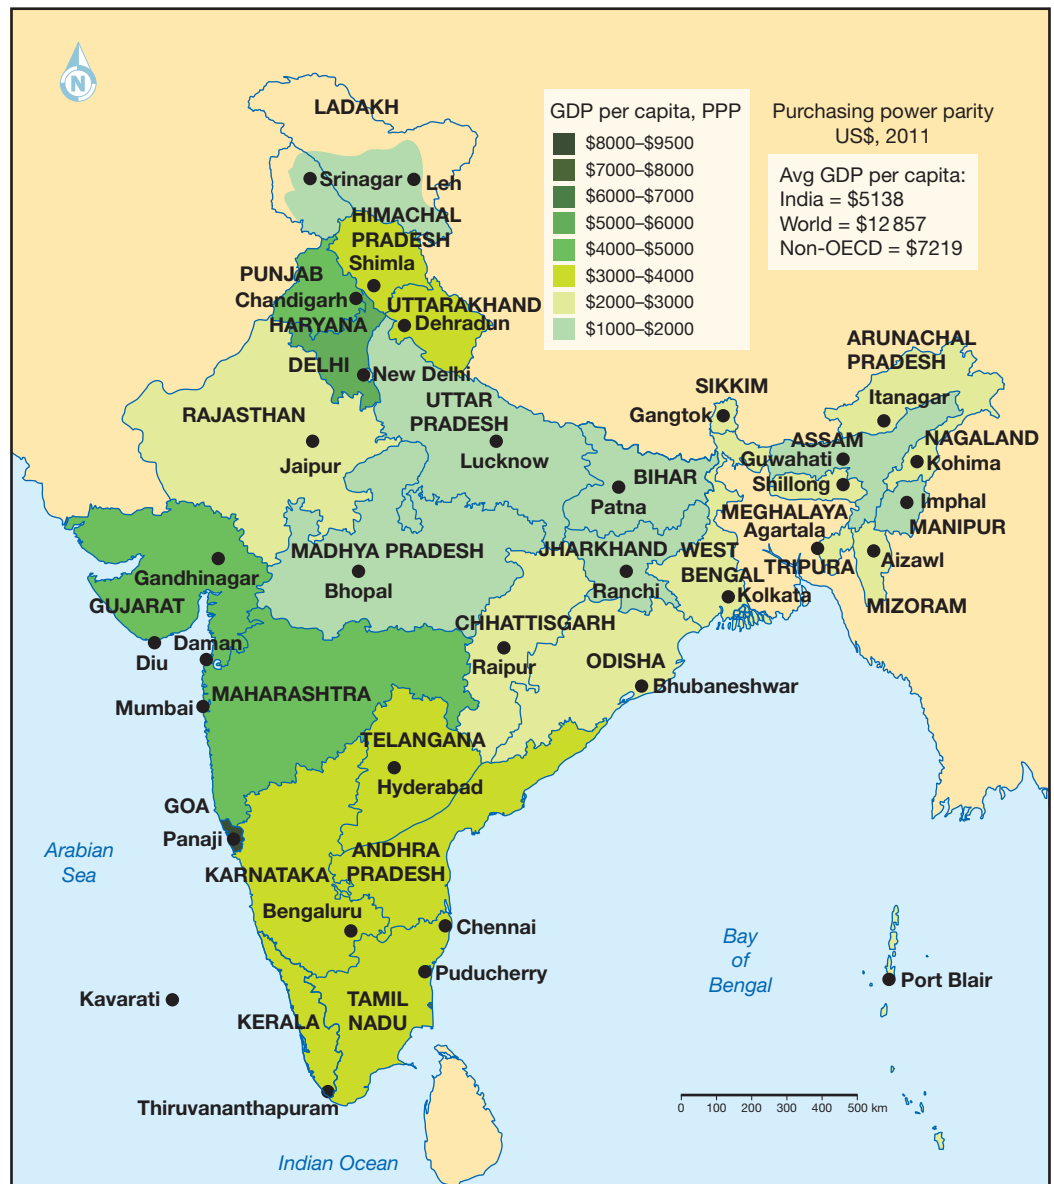 N
LADAKH
Srinagar
Leh
HIMACHAL
PRADESH
Shimla
PUNJAB
Chandigarh
UTTARAKHAND
Dehradun
HARYANA
DELHI
New Delhi
GDP per capita, PPP
$8000–$9500
$7000–$8000
$6000–$7000
$5000–$6000
$4000–$5000
$3000–$4000
$2000–$3000
$1000–$2000
Purchasing power parity
US$, 2011
Avg GDP per capita:
India = $5138
World = $12 857
Non-OECD = $7219
RAJASTHAN
Jaipur
UTTAR
PRADESH
Lucknow
BIHAR
Patna
SIKKIM
Gangtok
ARUNACHAL
PRADESH
Itanagar
ASSAM
Guwahati
NAGALAND
Kohima
Shillong
MEGHALAYA
Imphal
MANIPUR
Agartala
TRIPURA
Aizawl
MIZORAM
Gandhinagar
GUJARAT
Diu
Daman
MADHYA PRADESH
Bhopal
JHARKHAND
Ranchi
WEST
BENGAL
Kolkata
CHHATTISGARH
Raipur
ODISHA
Bhubaneshwar
Mumbai
MAHARASHTRA
TELANGANA
Hyderabad
GOA
Panaji
KARNATAKA
Bengaluru
ANDHRA
PRADESH
Chennai
Puducherry
Arabian
Sea
Bay
of
Bengal
Port Blair
Kavarati
KERALA
TAMIL
NADU
Thiruvananthapuram
Indian Ocean
0 100 200 300 400 500 km